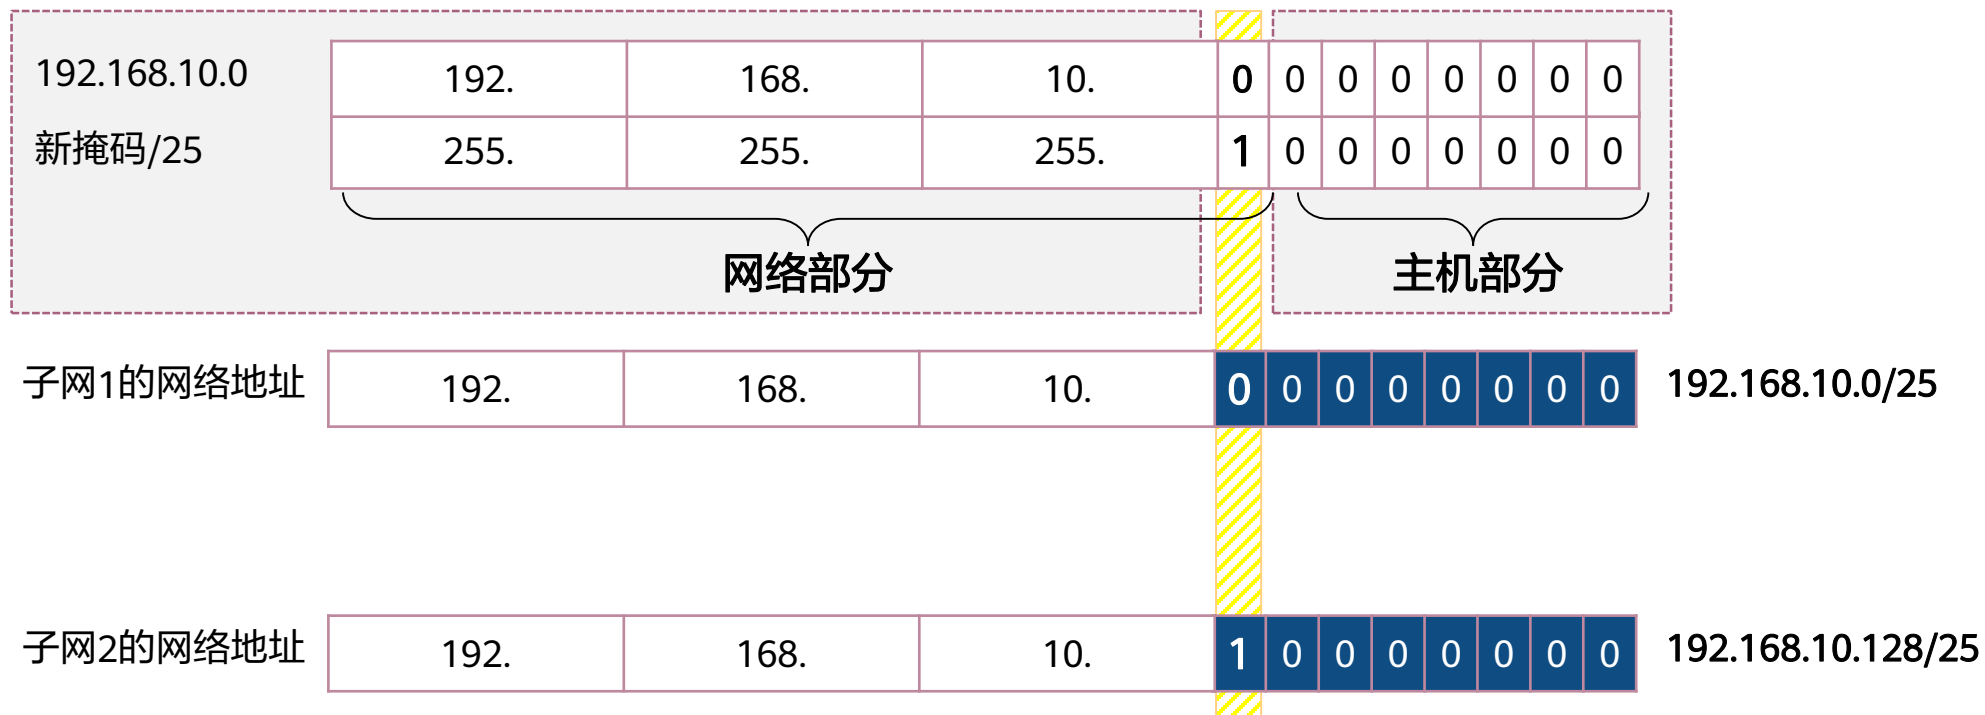 192.168.10.0 192. 168. 10. 0 0 0 0 0 0 0 0
新掩码/25 255. 255. 255. 1 0 0 0 0 0 0 0
网络部分 主机部分
子网1的网络地址 192. 168. 10. 0 0 0 0 0 0 0 0 192.168.10.0/25
子网2的网络地址 192. 168. 10. 1 0 0 0 0 0 0 0 192.168.10.128/25